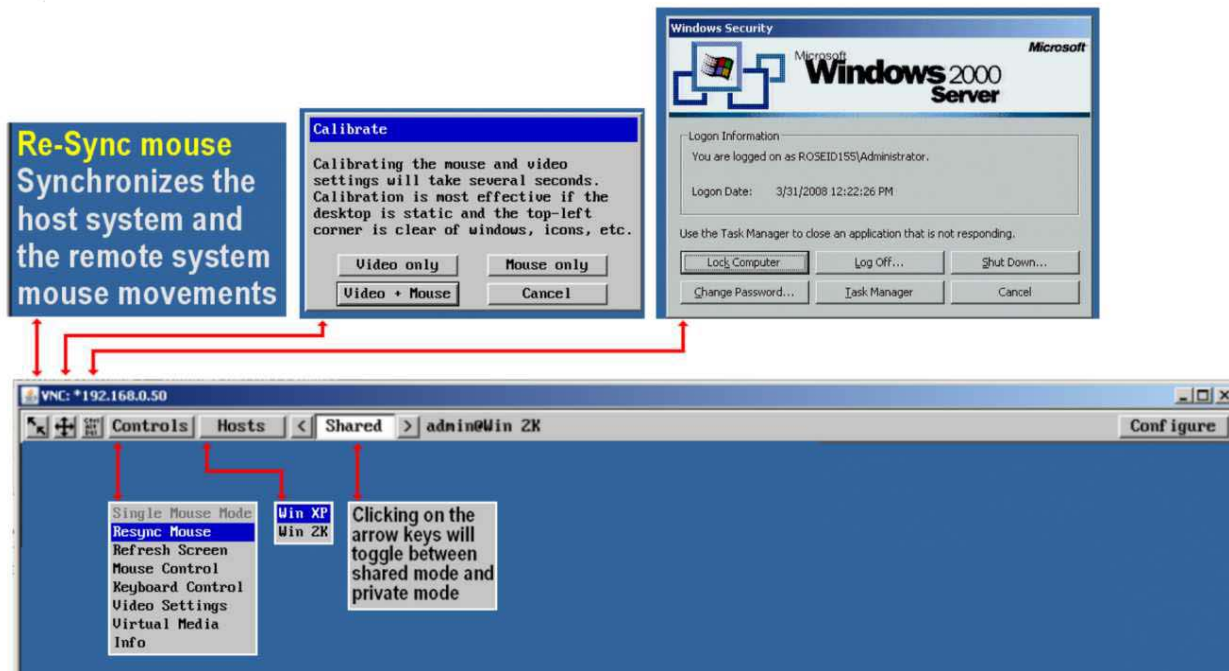 Windows Security
Microsoft
Microsoft
Windows 2000
Server
Logon Information
You are logged on as ROSEID155\Administrator.
Logon Date: 3/31/2008 12:22:26 PM
Use the Task Manager to close an application that is not responding.
Lock Computer
Log Off...
Shut Down...
Change Password...
Task Manager
Cancel
Re-Sync mouse
Synchronizes the
host system and
the remote system
mouse movements
Calibrate
Calibrating the mouse and video
settings will take several seconds.
Calibration is most effective if the
desktop is static and the top-left
corner is clear of windows, icons, etc.
Video only
Mouse only
Video + Mouse
Cancel
VNC: *192.168.0.50
Ctrl
Alt
Del
Controls
Hosts
<
Shared
>
admin@Win 2K
Configure
Single Mouse Mode
Resync Mouse
Refresh Screen
Mouse Control
Keyboard Control
Video Settings
Virtual Media
Info
Win XP
Win 2K
Clicking on the
arrow keys will
toggle between
shared mode and
private mode